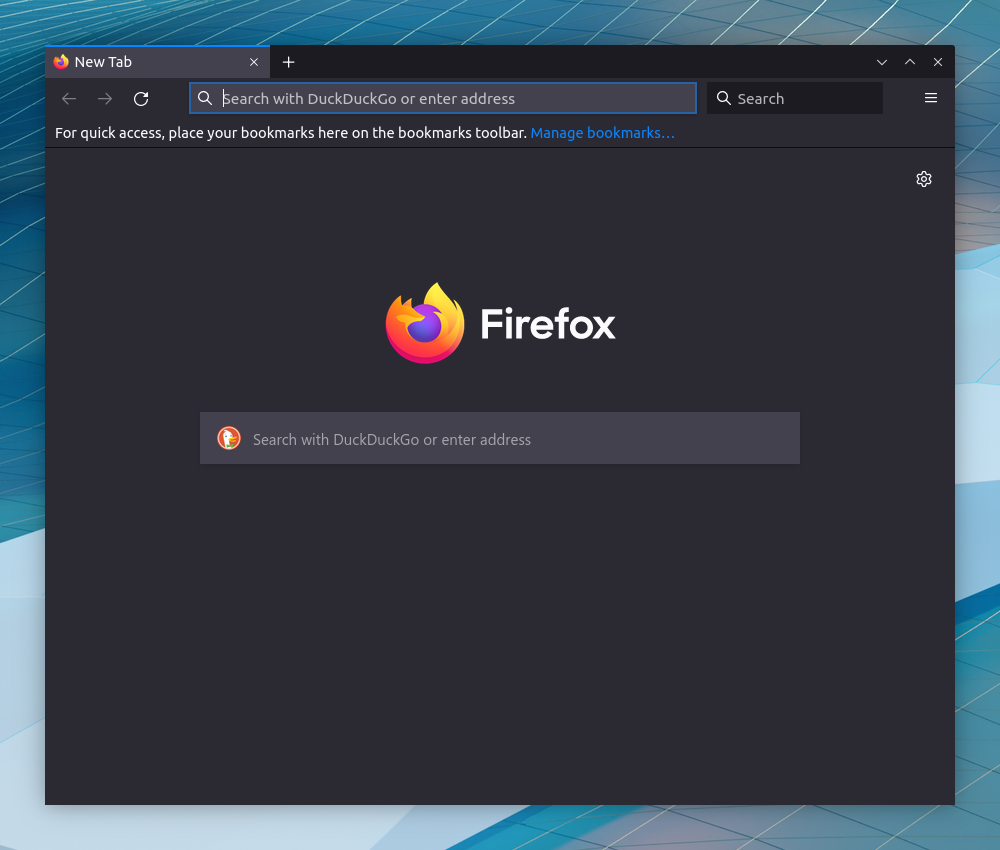 New Tab
Search with DuckDuckGo or enter address
Search
For quick access, place your bookmarks here on the bookmarks toolbar. Manage bookmarks…
Firefox
Search with DuckDuckGo or enter address